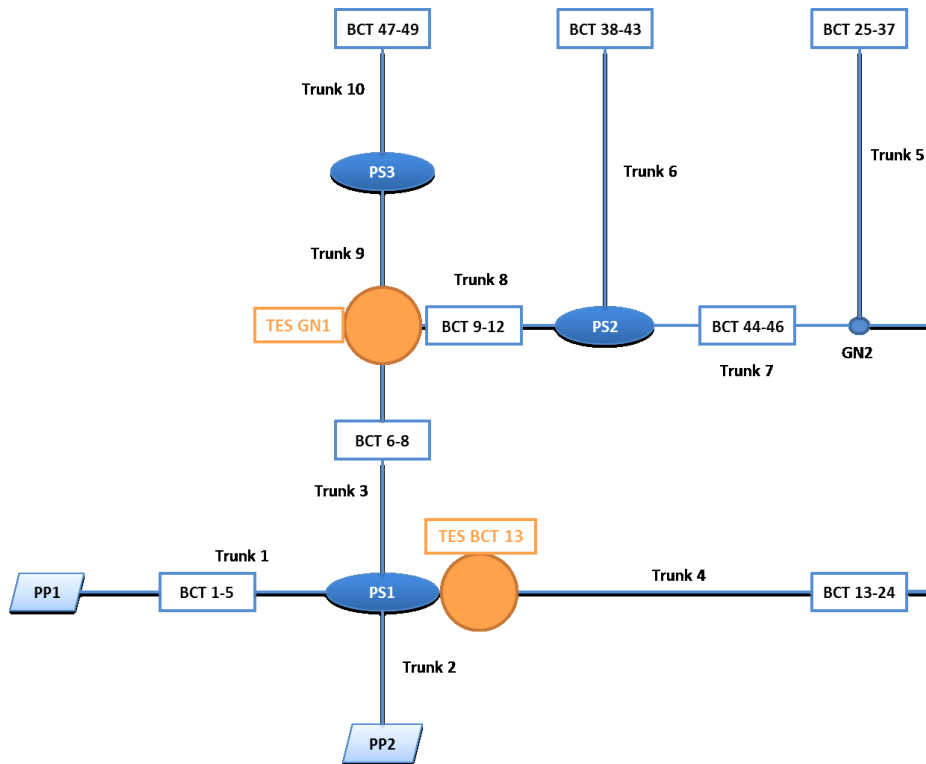 BCT 47-49
BCT 38-43
BCT 25-37
Trunk 10
Trunk 5
PS3
Trunk 6
Trunk 9
Trunk 8
TES GN1
BCT 9-12
PS2
BCT 44-46
GN2
Trunk 7
BCT 6-8
Trunk 3
TES BCT 13
Trunk 1
Trunk 4
PP1
BCT 1-5
PS1
BCT 13-24
Trunk 2
PP2